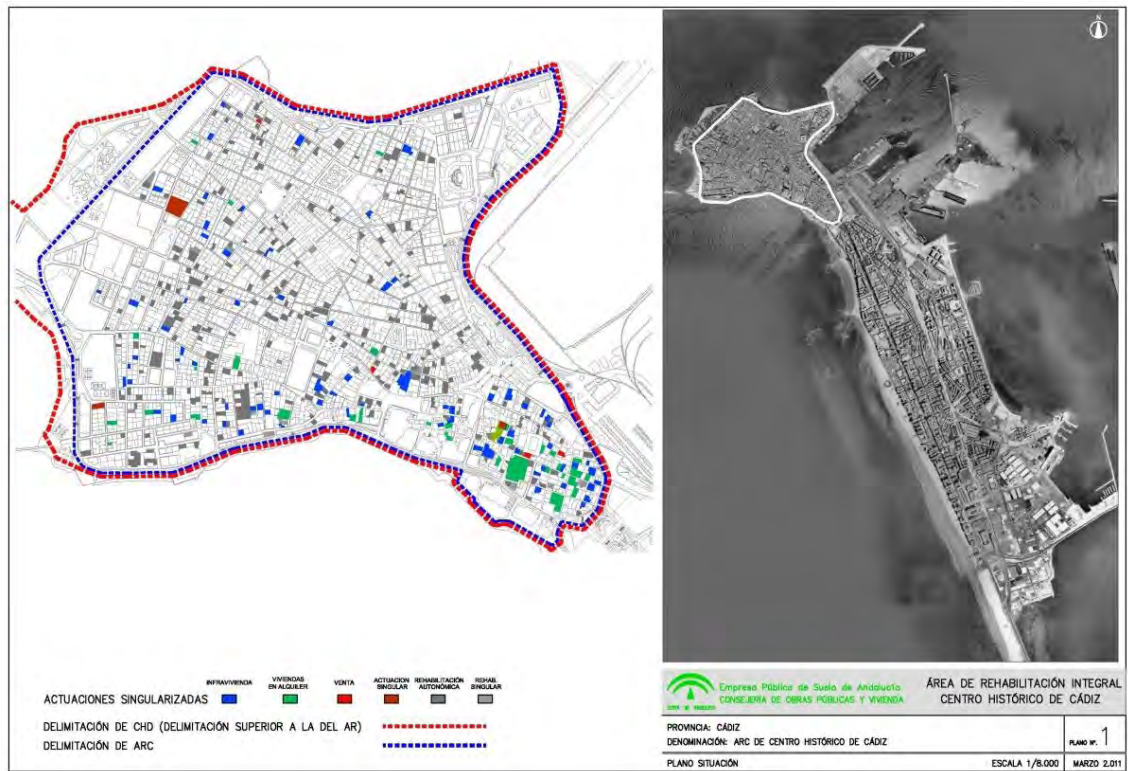 N
INFRAVIVIENDA
VIVIENDAS
EN ALQUILER
VENTA
ACTUACION
SINGULAR
REHABILITACIÓN
AUTONÓMICA
REHAB.
SINGULAR
ACTUACIONES SINGULARIZADAS
DELIMITACIÓN DE CHD (DELIMITACIÓN SUPERIOR A LA DEL AR)
DELIMITACIÓN DE ARC
Empresa Pública de Suelo de Andalucía
CONSEJERÍA DE OBRAS PÚBLICAS Y VIVIENDA
JUNTA DE ANDALUCIA
ÁREA DE REHABILITACIÓN INTEGRAL
CENTRO HISTÓRICO DE CÁDIZ
PROVINCIA: CÁDIZ
DENOMINACIÓN: ARC DE CENTRO HISTÓRICO DE CÁDIZ
PLANO Nº. 1
PLANO SITUACIÓN
ESCALA 1/8.000
MARZO 2.011